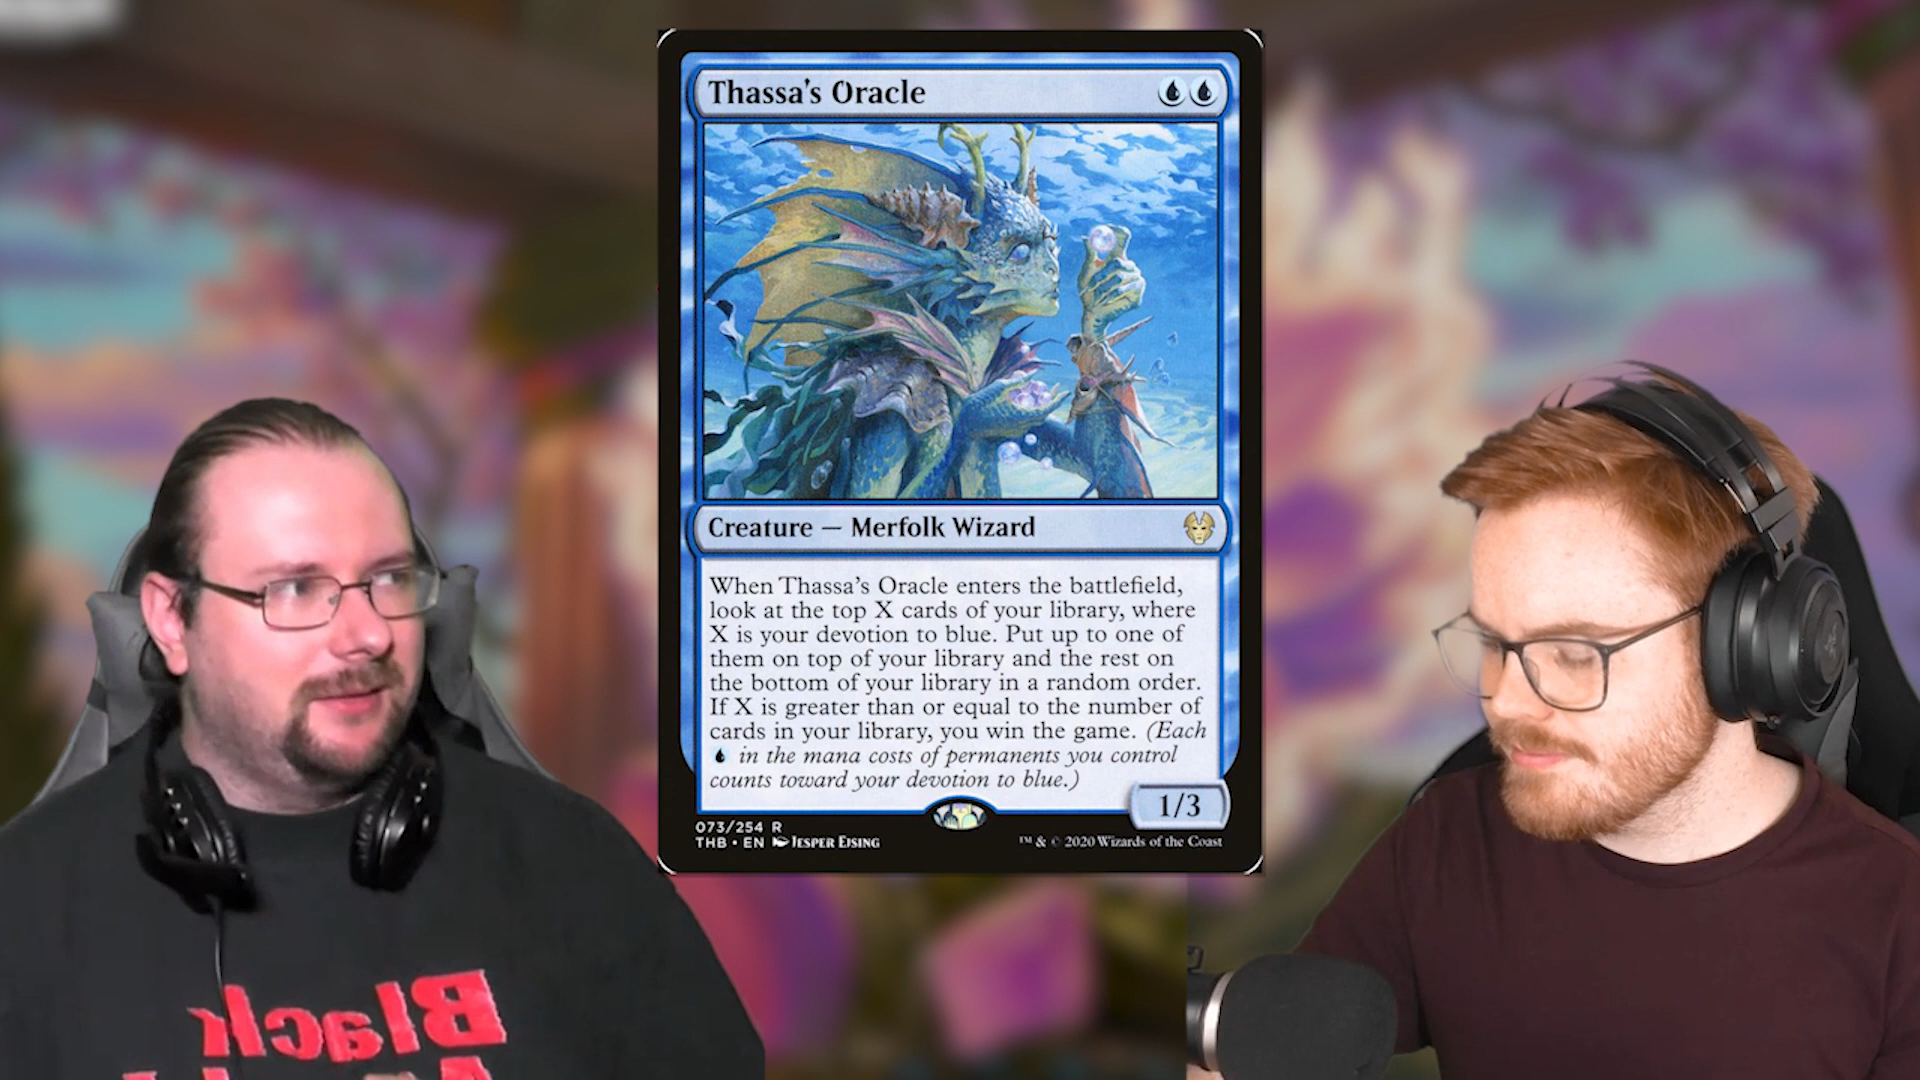 Thassa's Oracle
Creature — Merfolk Wizard
When Thassa's Oracle enters the battlefield,
look at the top X cards of your library, where
X is your devotion to blue. Put up to one of
them on top of your library and the rest on
the bottom of your library in a random order.
If X is greater than or equal to the number of
cards in your library, you win the game. (Each
in the mana costs of permanents you control
counts toward your devotion to blue.)
1/3
073/254 R
THB • EN Jesper Ejsing
™ & © 2020 Wizards of the Coast
Black